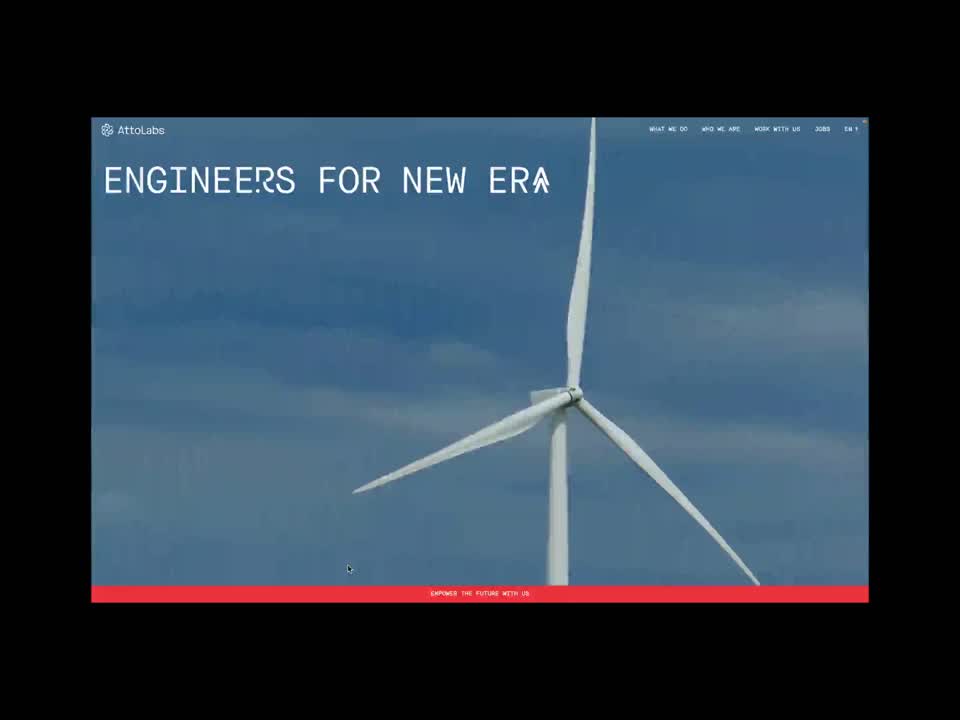 AttoLabs
WHAT WE DO WHO WE ARE WORK WITH US JOBS EN
ENGINEERS FOR NEW ERA
EMPOWER THE FUTURE WITH US